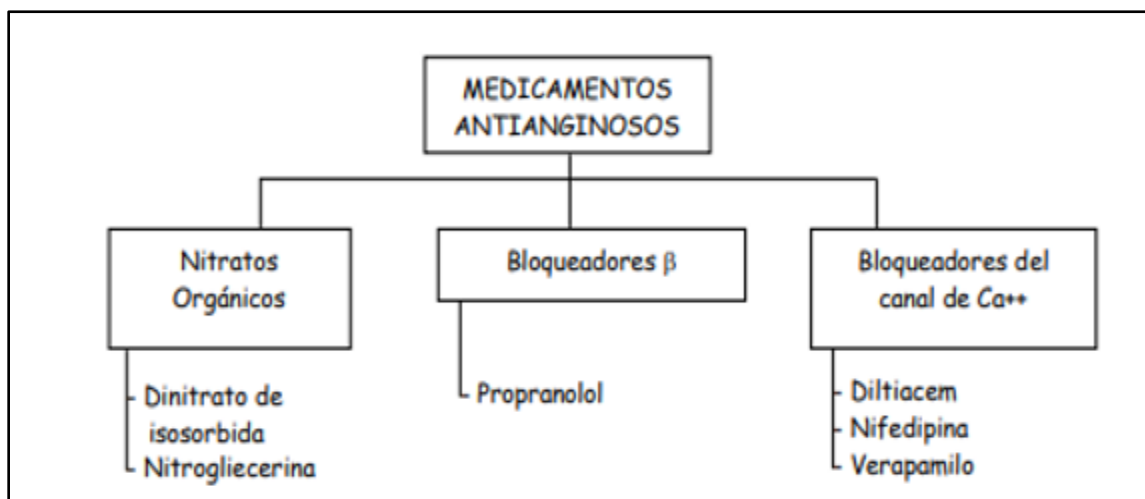 MEDICAMENTOS
ANTIANGINOSOS
Nitratos
Orgánicos
- Dinitrato de
isosorbida
- Nitrogliecerina
Bloqueadores β
- Propranolol
Bloqueadores del
canal de Ca++
- Diltiacem
- Nifedipina
- Verapamilo